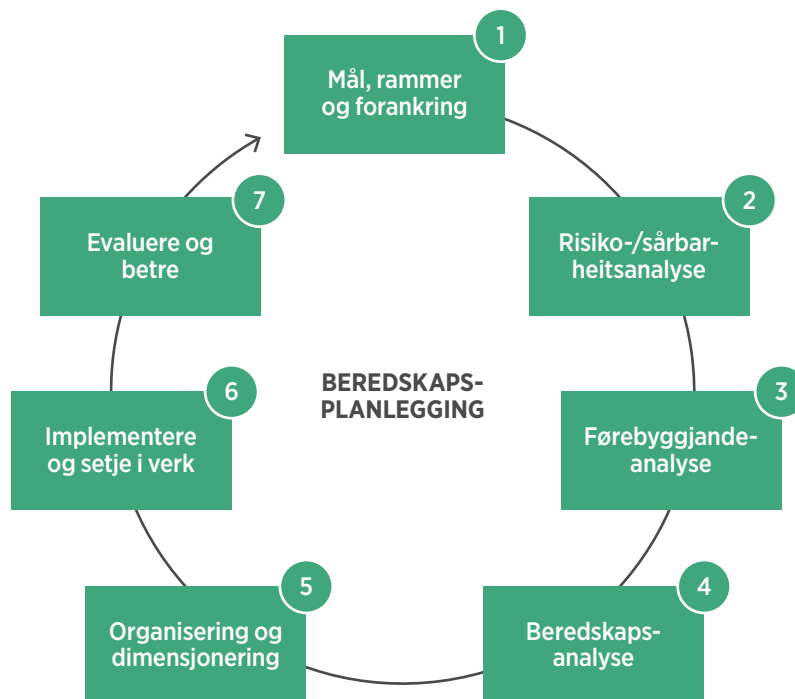 1
Mål, rammer
og forankring
2
Risiko-/sårbar-
heitsanalyse
3
Førebyggjande-
analyse
4
Beredskaps-
analyse
5
Organisering og
dimensjonering
6
Implementere
og setje i verk
7
Evaluere og
betre
BEREDSKAPS-
PLANLEGGING